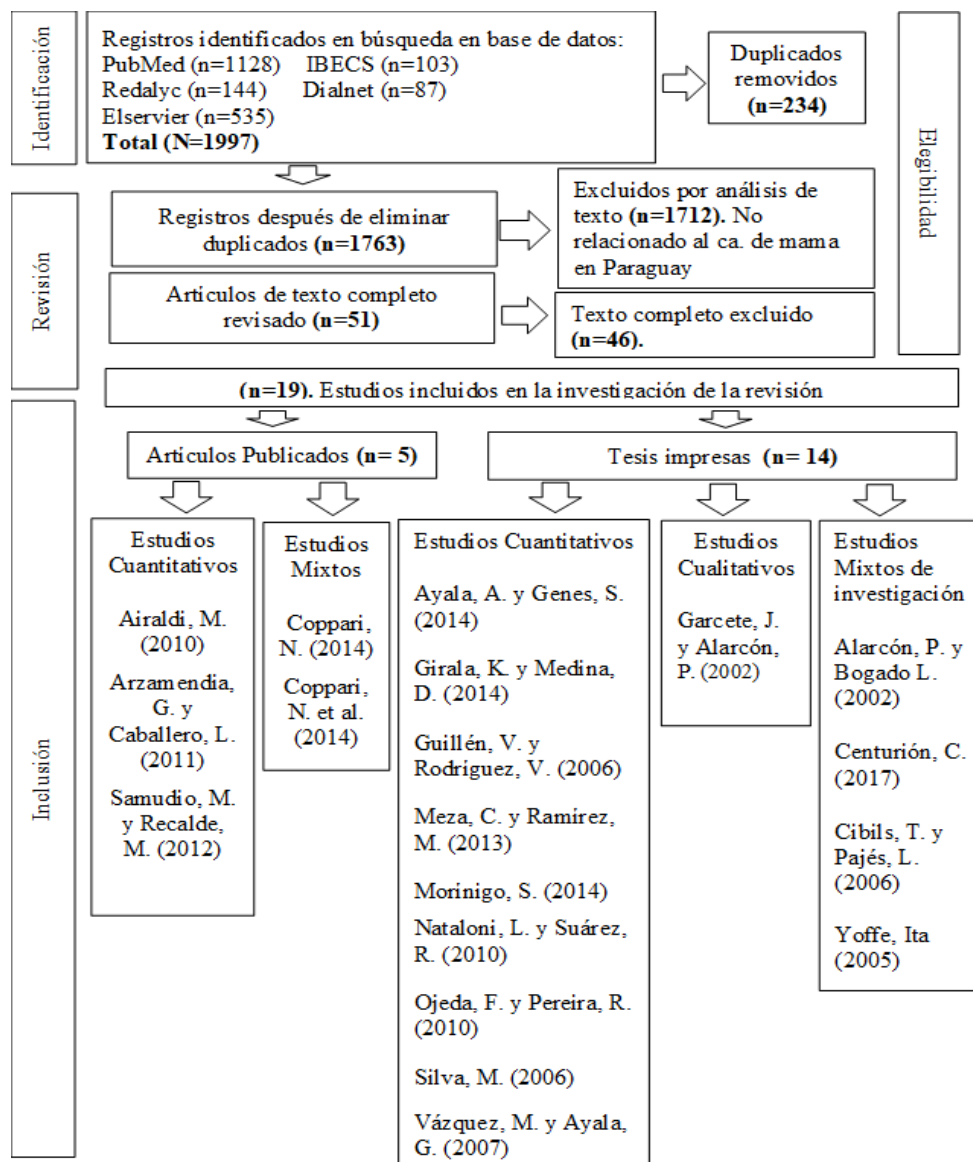 Identificación
Registros identificados en búsqueda en base de datos:
PubMed (n=1128) IBECS (n=103)
Redalyc (n=144) Dialnet (n=87)
Elservier (n=535)
Total (N=1997)
Duplicados
removidos
(n=234)
Elegibilidad
Revisión
Registros después de eliminar
duplicados (n=1763)
Excluidos por análisis de
texto (n=1712). No
relacionado al ca. de mama
en Paraguay
Artículos de texto completo
revisado (n=51)
Texto completo excluido
(n=46).
Inclusión
(n=19). Estudios incluidos en la investigación de la revisión
Artículos Publicados (n= 5)
Tesis impresas (n= 14)
Estudios
Cuantitativos
Airaldi, M.
(2010)
Arzamendia,
G. y
Caballero, L.
(2011)
Samudio, M.
y Recalde,
M. (2012)
Estudios
Mixtos
Coppari,
N. (2014)
Coppari,
N. et al.
(2014)
Estudios Cuantitativos
Ayala, A. y Genes, S.
(2014)
Girala, K. y Medina,
D. (2014)
Guillén, V. y
Rodríguez, V. (2006)
Meza, C. y Ramírez,
M. (2013)
Morinigo, S. (2014)
Nataloni, L. y Suárez,
R. (2010)
Ojeda, F. y Pereira, R.
(2010)
Silva, M. (2006)
Vázquez, M. y Ayala,
G. (2007)
Estudios
Cualitativos
Garcete, J.
y Alarcón,
P. (2002)
Estudios
Mixtos de
investigación
Alarcón, P. y
Bogado L.
(2002)
Centurión, C.
(2017)
Cibils, T. y
Pajés, L.
(2006)
Yoffe, Ita
(2005)